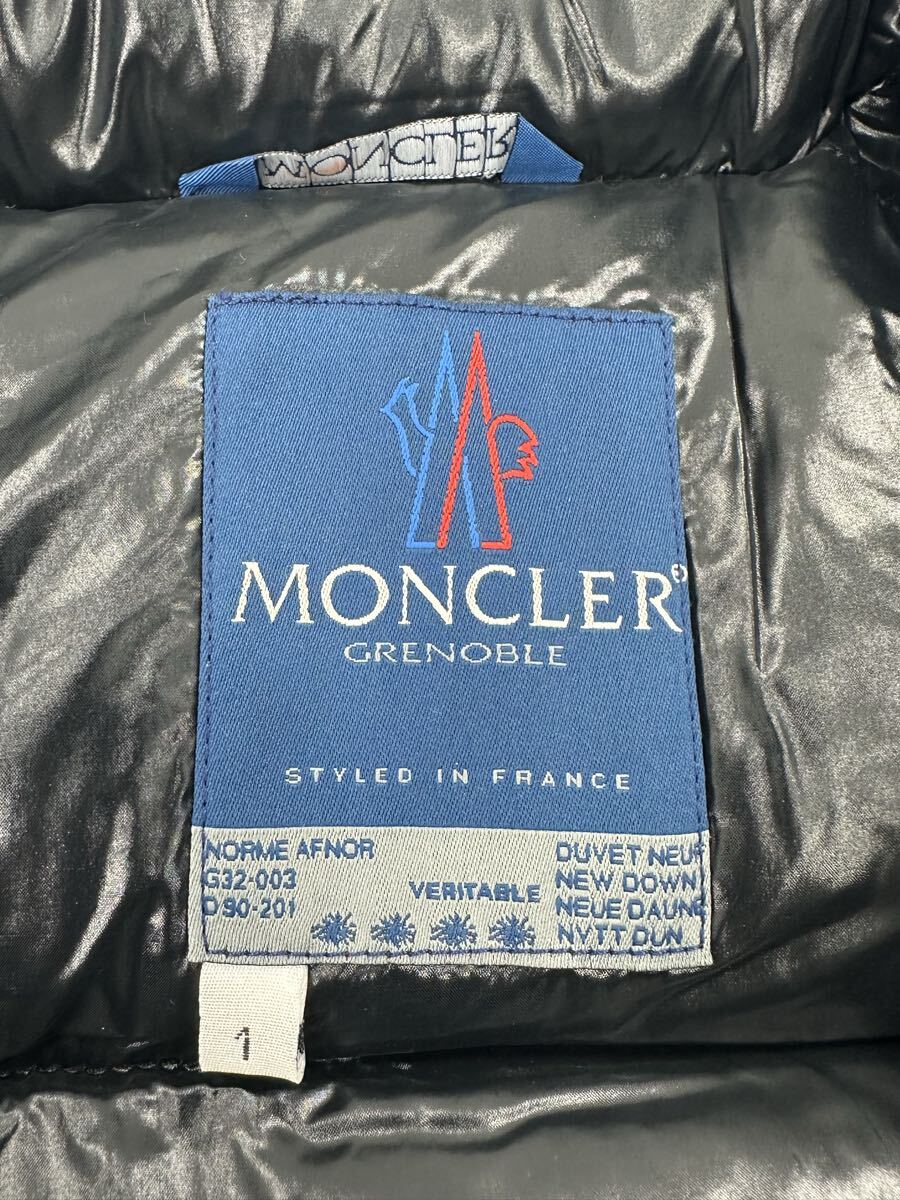 MONCLER
MONCLER
GRENOBLE
STYLED IN FRANCE
NORME AFNOR
G32-003
D90-201
VERITABLE
DUVET NEUF
NEW DOWN
NEUE DAUNE
NYTT DUN
1